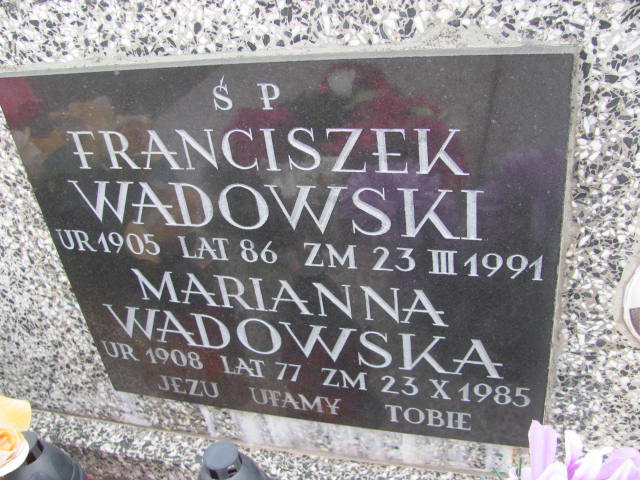 Ś P
FRANCISZEK
WADOWSKI
UR 1905 LAT 86 ZM 23 III 1991
MARIANNA
WADOWSKA
UR 1908 LAT 77 ZM 23 X 1985
JEZU UFAMY TOBIE